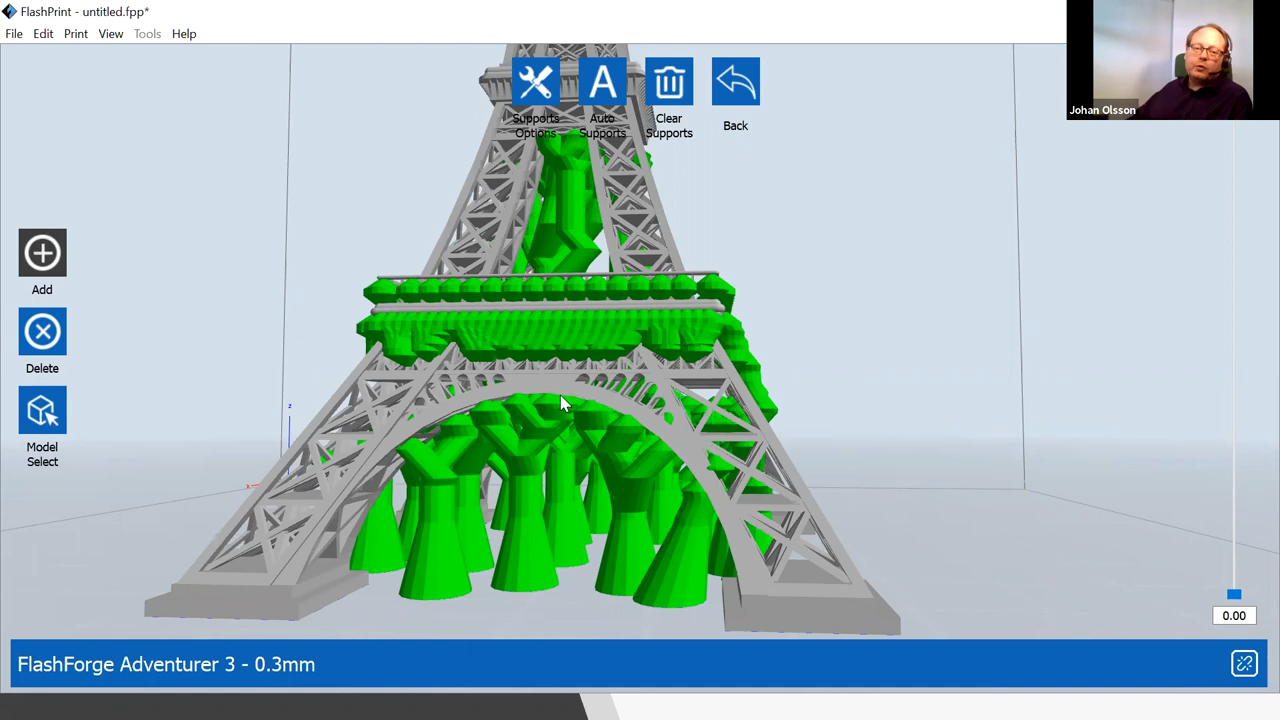 FlashPrint - untitled.fpp*
File Edit Print View Tools Help
Johan Olsson
Supports
Options
A
Auto
Supports
Clear
Supports
Back
Add
Delete
Model
Select
z
x
0.00
FlashForge Adventurer 3 - 0.3mm